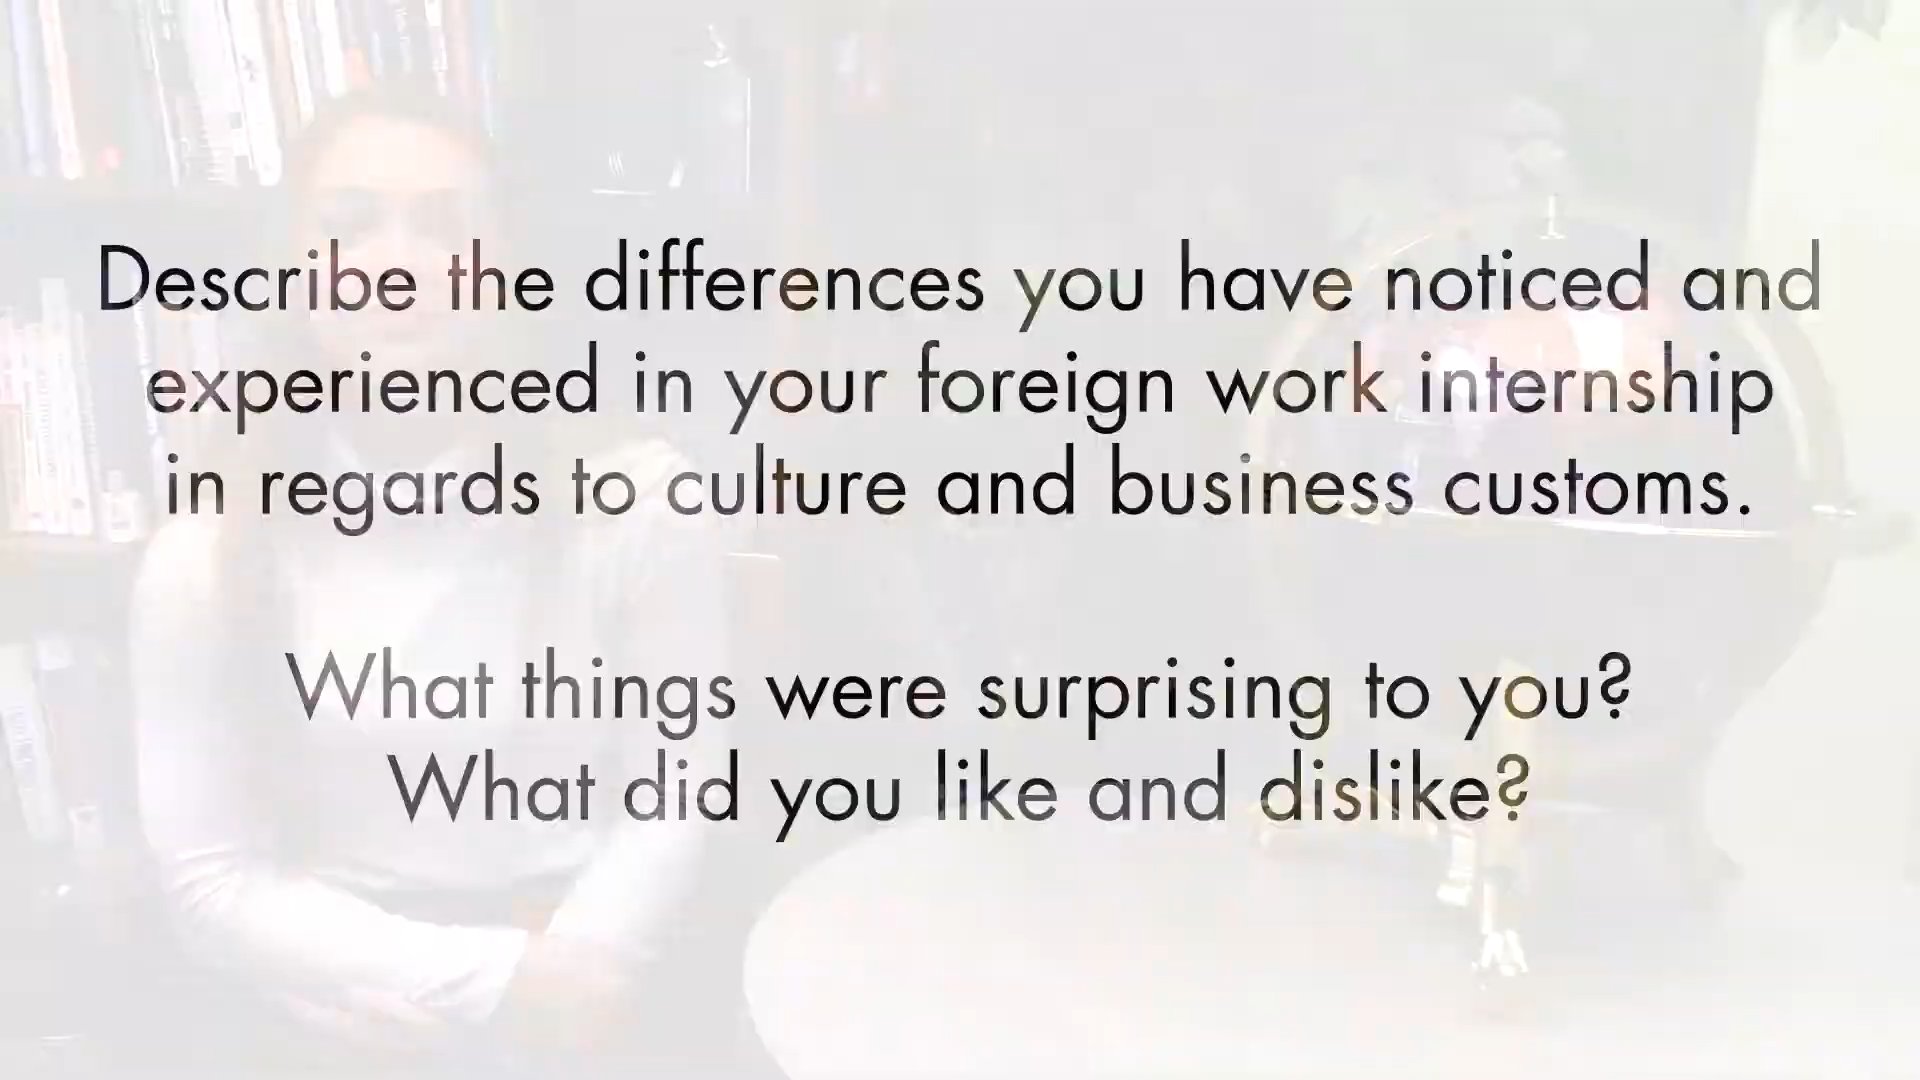 Describe the differences you have noticed and
experienced in your foreign work internship
in regards to culture and business customs.
What things were surprising to you?
What did you like and dislike?